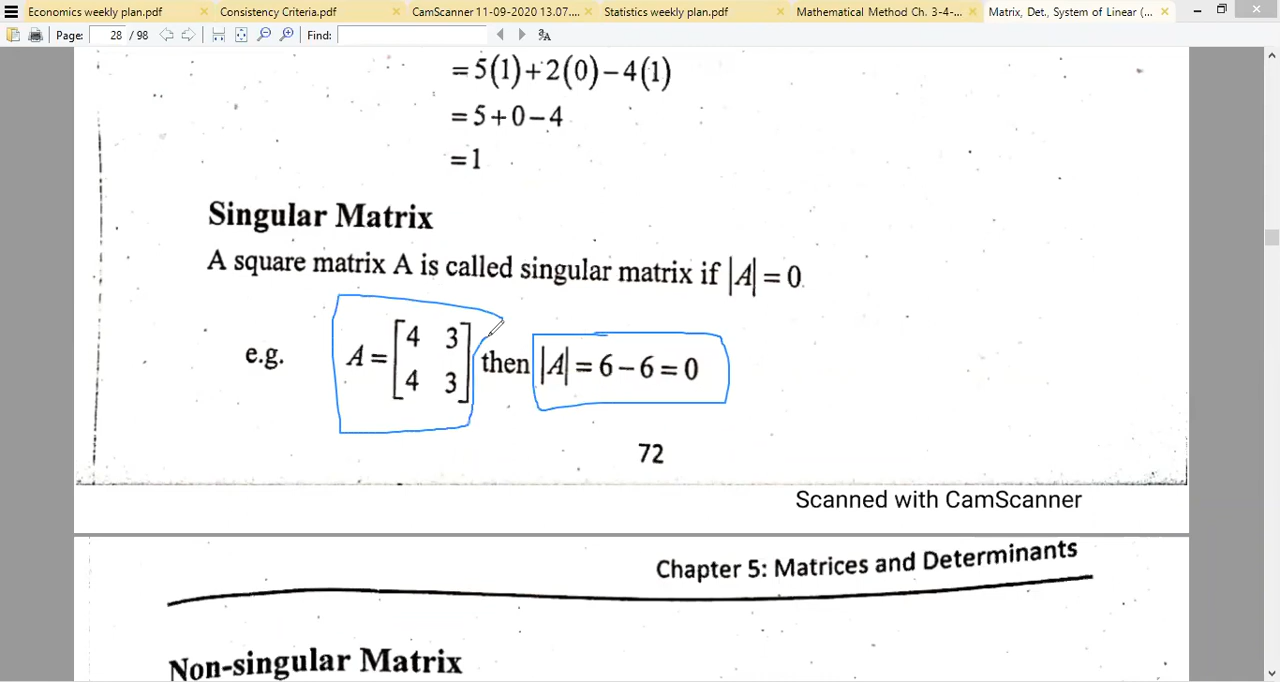 Economics weekly plan.pdf × Consistency Criteria.pdf × CamScanner 11-09-2020 13.07.... × Statistics weekly plan.pdf × Mathematical Method Ch. 3-4-... × Matrix, Det., System of Linear (... ×
Page: 28 / 98 Find:
= 5(1)+2(0)−4(1)
= 5+0−4
=1
Singular Matrix
A square matrix A is called singular matrix if |A| = 0.
e.g. A = [4 3
4 3] then |A| = 6 − 6 = 0
72
Scanned with CamScanner
Chapter 5: Matrices and Determinants
Non-singular Matrix